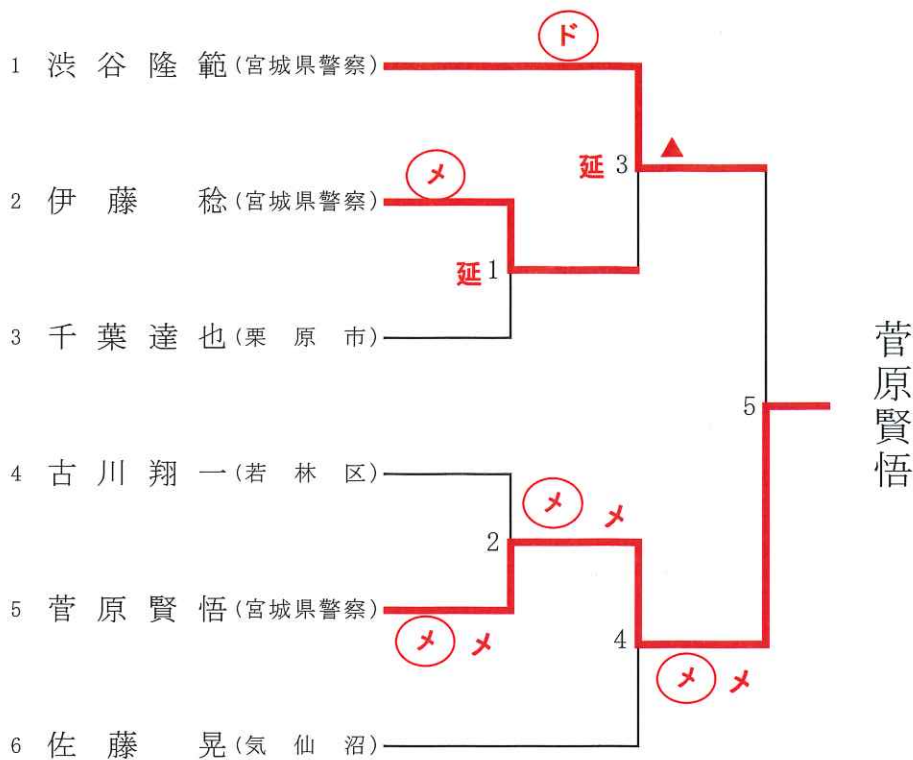 ド
1 渋谷隆範(宮城県警察)
▲
延 3
メ
2 伊藤 稔(宮城県警察)
延 1
3 千葉達也(栗原市)
菅原賢悟
5
4 古川翔一(若林区)
メ メ
2
5 菅原賢悟(宮城県警察)
メ メ
4
メ メ
6 佐藤 晃(気仙沼)